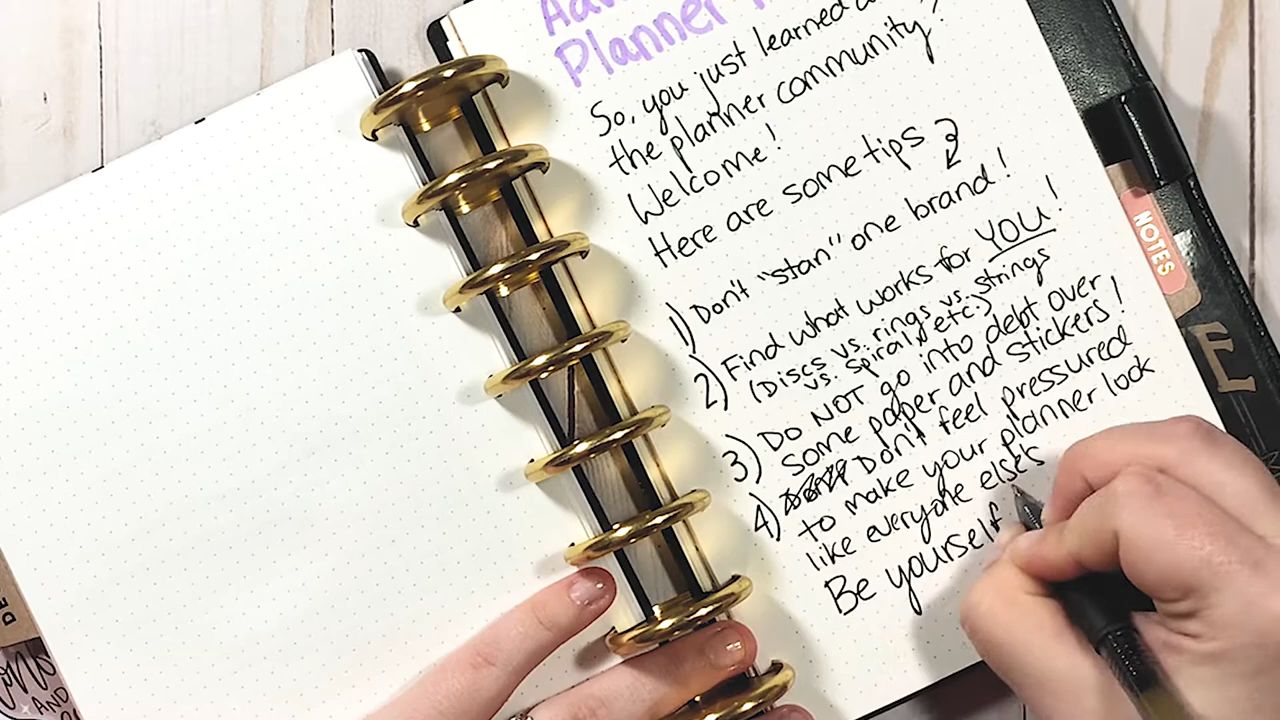 Planner
So, you just learned
the planner community?
Welcome!
Here are some tips
1) Don't "stan" one brand!
2) Find what works for YOU!
(Discs vs. rings vs. strings
vs. spiral, etc.)
3) DO NOT go into debt over
some paper and stickers!
4) Don't feel pressured
to make your planner look
like everyone else's
Be yourself
NOTES
E
DE
AND